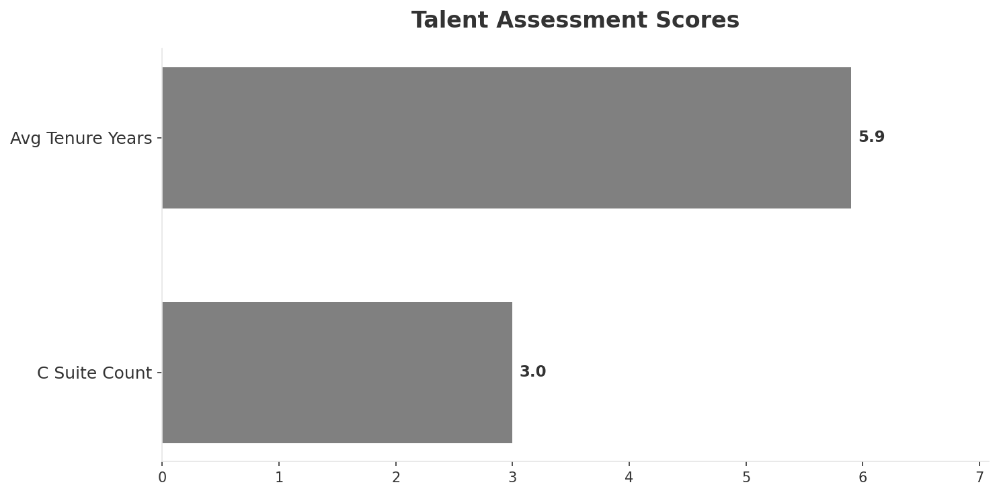 Talent Assessment Scores
Avg Tenure Years
5.9
C Suite Count
3.0
0 1 2 3 4 5 6 7